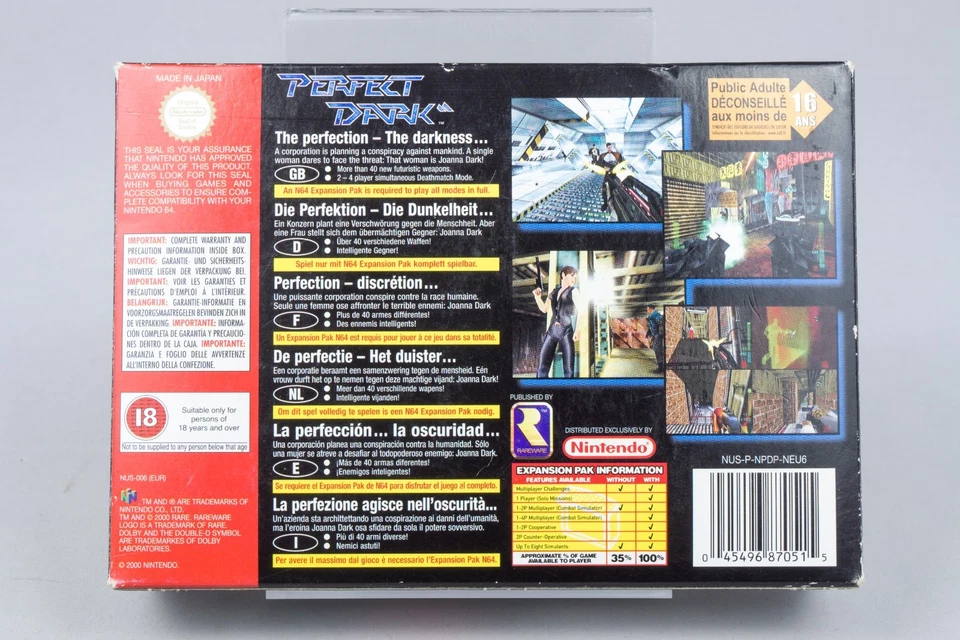 MADE IN JAPAN
Original
Nintendo
Seal of
Quality
THIS SEAL IS YOUR ASSURANCE
THAT NINTENDO HAS APPROVED
THE QUALITY OF THIS PRODUCT.
ALWAYS LOOK FOR THIS SEAL
WHEN BUYING GAMES AND
ACCESSORIES TO ENSURE COM-
PLETE COMPATIBILITY WITH YOUR
NINTENDO 64.
IMPORTANT: COMPLETE WARRANTY AND
PRECAUTION INFORMATION INSIDE BOX.
WICHTIG: GARANTIE- UND SICHERHEITS-
HINWEISE LIEGEN DER VERPACKUNG BEI.
IMPORTANT: VOIR LES GARANTIES ET
PRÉCAUTIONS D'EMPLOI À L'INTÉRIEUR.
BELANGRIJK: GARANTIE-INFORMATIE EN
VOORZORGSMAATREGELEN BEVINDEN ZICH IN
DE VERPAKKING. IMPORTANTE: INFORMA-
CIÓN COMPLETA DE GARANTÍA Y PRECAUCIO-
NES DENTRO DE LA CAJA. IMPORTANTE:
GARANZIA E FOGLIO DELLE AVVERTENZE
ALL'INTERNO DELLA CONFEZIONE.
18
Suitable only for
persons of
18 years and over
Not to be supplied to any person below that age
NUS-006 (EUR)
TM AND ® ARE TRADEMARKS OF
NINTENDO CO., LTD.
TM AND © 2000 RARE. RAREWARE
LOGO IS A TRADEMARK OF RARE.
DOLBY AND THE DOUBLE-D SYMBOL
ARE TRADEMARKS OF DOLBY
LABORATORIES.
© 2000 NINTENDO.
PERFECT
DARK™
The perfection – The darkness...
A corporation is planning a conspiracy against mankind. A single
woman dares to face the threat: That woman is Joanna Dark!
GB
● More than 40 new futuristic weapons.
● 2 – 4 player simultaneous Deathmatch Mode.
An N64 Expansion Pak is required to play all modes in full.
Die Perfektion – Die Dunkelheit...
Ein Konzern plant eine Verschwörung gegen die Menschheit. Aber
eine Frau stellt sich dem übermächtigen Gegner: Joanna Dark
D
● Über 40 verschiedene Waffen!
● Intelligente Gegner!
Spiel nur mit N64 Expansion Pak komplett spielbar.
Perfection – discrétion...
Une puissante corporation conspire contre la race humaine.
Seule une femme ose affronter le terrible ennemi: Joanna Dark
F
● Plus de 40 armes différentes!
● Des ennemis intelligents!
Un Expansion Pak N64 est requis pour jouer à ce jeu dans sa totalité.
De perfectie – Het duister...
Een corporatie beraamt een samenzwering tegen de mensheid. Eén
vrouw durft het op te nemen tegen deze machtige vijand: Joanna Dark!
NL
● Meer dan 40 verschillende wapens!
● Intelligente vijanden!
Om dit spel volledig te spelen is een N64 Expansion Pak nodig.
La perfección... la oscuridad...
Una corporación planea una conspiración contra la humanidad. Sólo
una mujer se atreve a desafiar al todopoderoso enemigo: Joanna Dark.
E
● ¡Más de 40 armas diferentes!
● ¡Enemigos inteligentes!
Se requiere el Expansion Pak de N64 para disfrutar el juego al completo.
La perfezione agisce nell'oscurità...
Un'azienda sta architettando una cospirazione ai danni dell'umanità,
ma l'eroina Joanna Dark osa sfidare da sola il potere sovversivo.
I
● Più di 40 armi diverse!
● Nemici astuti!
Per avere il massimo dal gioco è necessario l'Expansion Pak N64.
Public Adulte
DÉCONSEILLÉ
aux moins de
16
ANS
PUBLISHED BY
R
RAREWARE
DISTRIBUTED EXCLUSIVELY BY
Nintendo
EXPANSION PAK INFORMATION
FEATURES AVAILABLE WITHOUT WITH
Multiplayer Challenges ✓ ✓
1 Player (Solo Missions) ✓
1-2P Multiplayer (Combat Simulator) ✓ ✓
1-4P Multiplayer (Combat Simulator) ✓
1-2P Cooperative ✓
2P Counter-Operative ✓
Up To Eight Simulants ✓ ✓
APPROXIMATE % OF GAME
AVAILABLE TO PLAYER
35% 100%
NUS-P-NPDP-NEU6
0 45496 87051 5